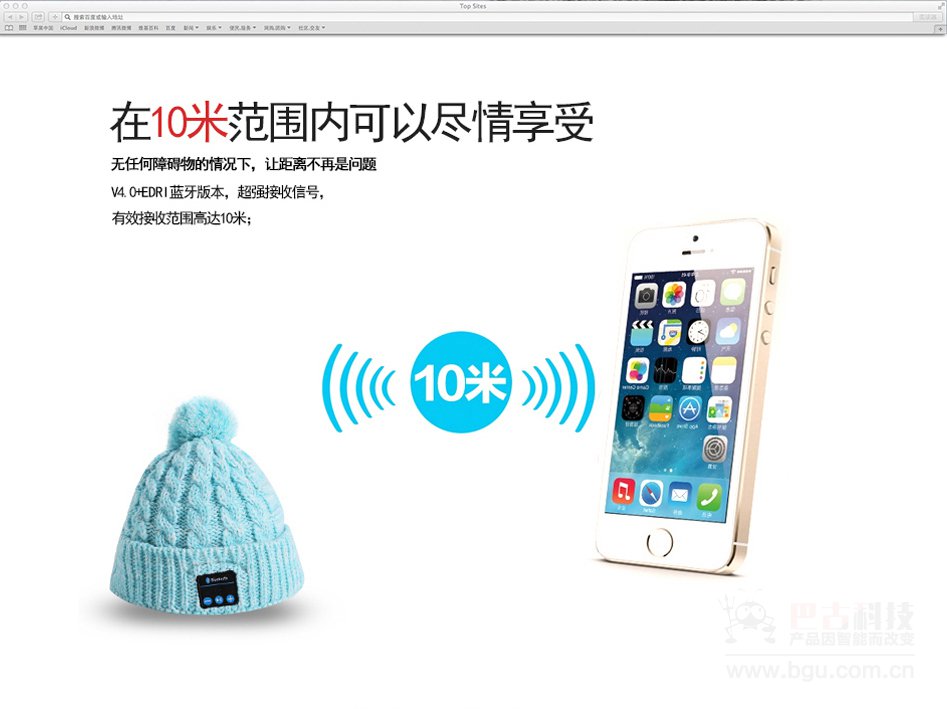 Top Sites
搜索百度或输入地址
阅读器
苹果中国 iCloud 新浪微博 腾讯微博 维基百科 百度 新闻 娱乐 便民.服务 网购.团购 社区.交友
在10米范围内可以尽情享受
无任何障碍物的情况下，让距离不再是问题
V4.0+EDRI蓝牙版本，超强接收信号，
有效接收范围高达10米；
10米
Bluetooth
巴古科技
产品因智能而改变
www.bgu.com.cn